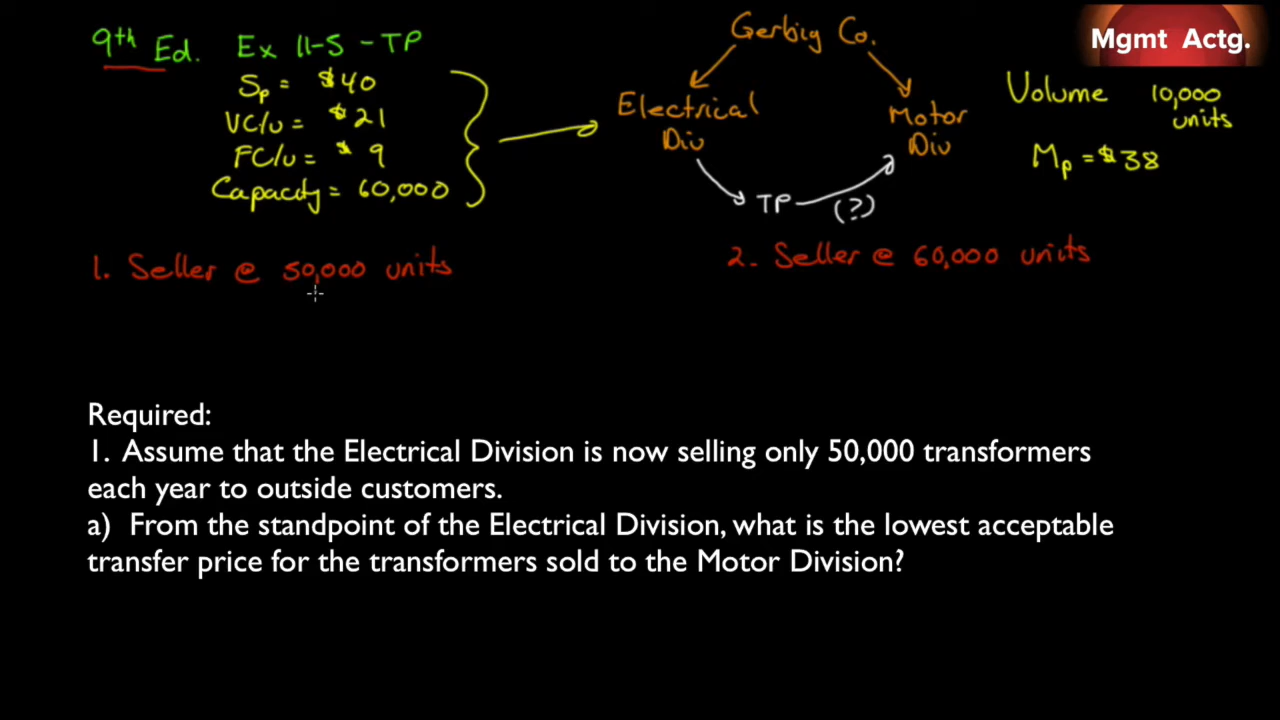 9th Ed. Ex 11-5 - TP
Sp = $40
VC/u = $21
FC/u = $9
Capacity = 60,000
Gerbig Co.
Electrical Div
Motor Div
TP (?)
Mgmt Actg.
Volume 10,000 units
Mp = $38
1. Seller @ 50,000 units
2. Seller @ 60,000 units
Required:
1. Assume that the Electrical Division is now selling only 50,000 transformers
each year to outside customers.
a) From the standpoint of the Electrical Division, what is the lowest acceptable
transfer price for the transformers sold to the Motor Division?